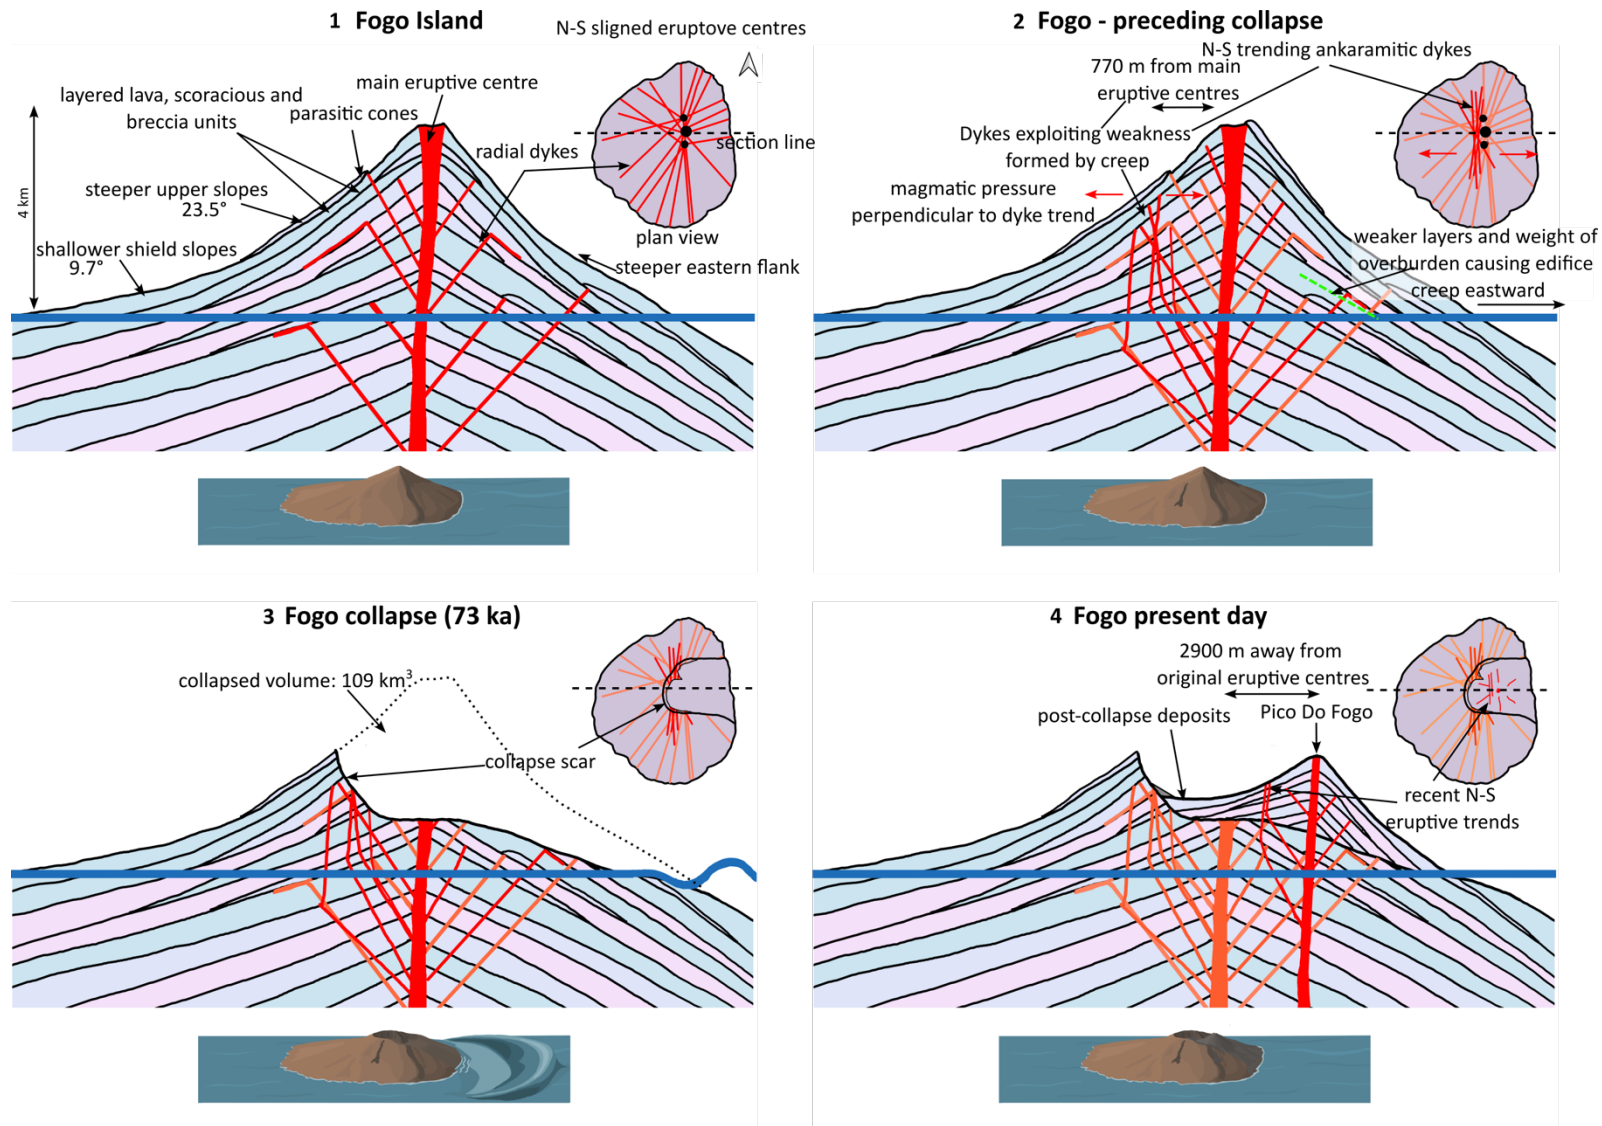 1 Fogo Island
N-S sligned eruptove centres
main eruptive centre
layered lava, scoracious and
breccia units
parasitic cones
radial dykes
section line
steeper upper slopes
23.5°
4 km
plan view
shallower shield slopes
9.7°
steeper eastern flank
2 Fogo - preceding collapse
N-S trending ankaramitic dykes
770 m from main
eruptive centres
Dykes exploiting weakness
formed by creep
magmatic pressure
perpendicular to dyke trend
weaker layers and weight of
overburden causing edifice
creep eastward
3 Fogo collapse (73 ka)
collapsed volume: 109 km³
collapse scar
4 Fogo present day
2900 m away from
original eruptive centres
post-collapse deposits
Pico Do Fogo
recent N-S
eruptive trends